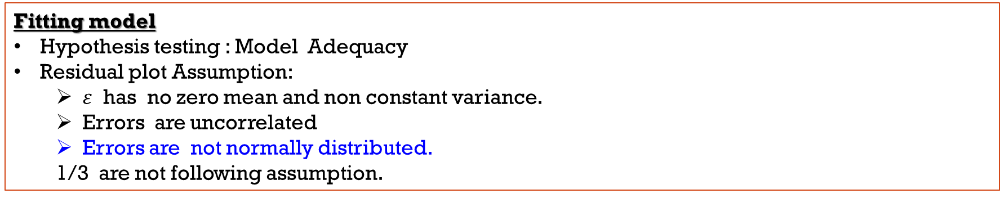 Fitting model
• Hypothesis testing : Model Adequacy
• Residual plot Assumption:
➢ ε has no zero mean and non constant variance.
➢ Errors are uncorrelated
➢ Errors are not normally distributed.
1/3 are not following assumption.